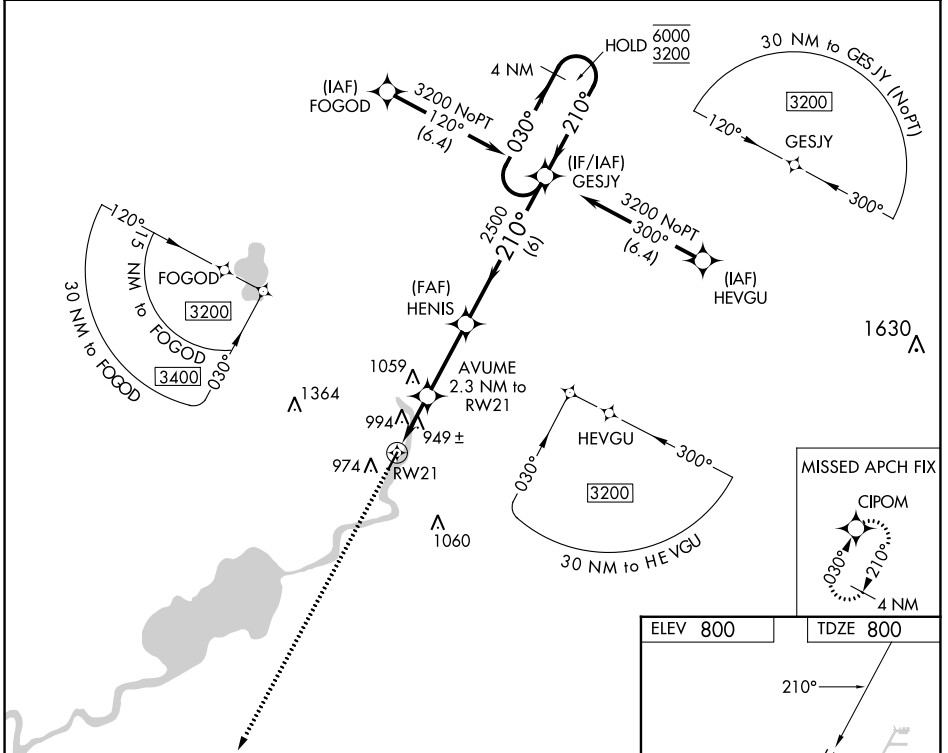 HOLD 6000
3200
4 NM
(IAF)
FOGOD
3200 NoPT
120°
(6.4)
030°
210°
(IF/IAF)
GESJY
30 NM to GESJY (NoPT)
3200
120°
GESJY
300°
3200 NoPT
300°
(6.4)
(IAF)
HEVGU
2500
210°
(6)
120°
FOGOD
3200
15 NM to FOGOD
3400
30 NM to FOGOD
030°
(FAF)
HENIS
1630
1059
AVUME
2.3 NM to
RW21
1364
994
949 ±
974
RW21
1060
HEVGU
030°
300°
3200
30 NM to HEVGU
MISSED APCH FIX
CIPOM
030°
210°
4 NM
ELEV 800
TDZE 800
210°